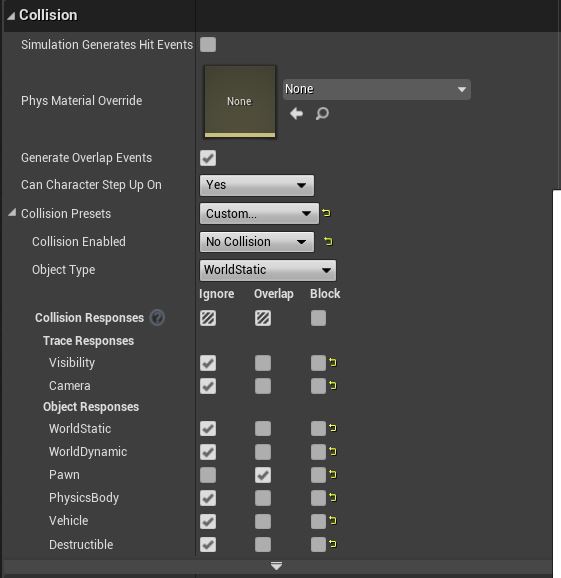 Collision
Simulation Generates Hit Events
Phys Material Override
None
None
Generate Overlap Events
Can Character Step Up On
Yes
Collision Presets
Custom...
Collision Enabled
No Collision
Object Type
WorldStatic
Ignore Overlap Block
Collision Responses ?
Trace Responses
Visibility
Camera
Object Responses
WorldStatic
WorldDynamic
Pawn
PhysicsBody
Vehicle
Destructible